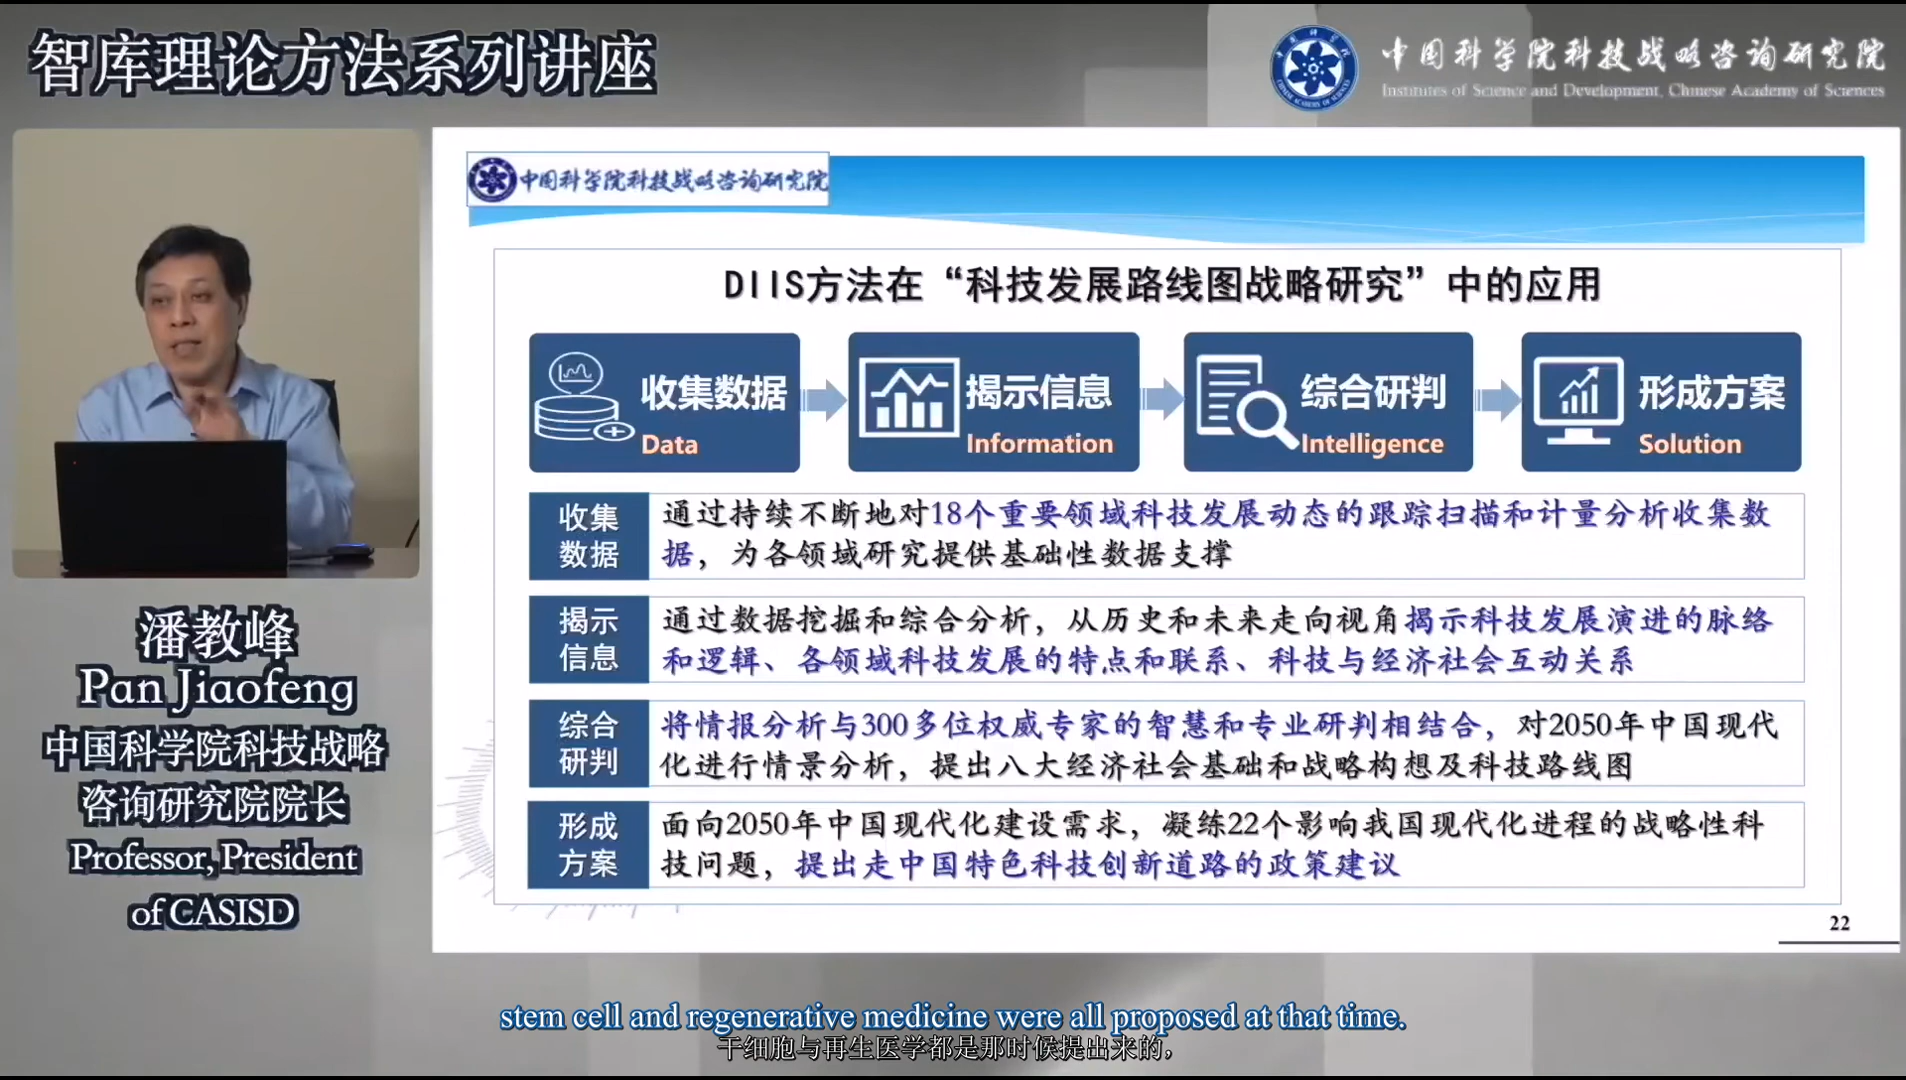 智库理论方法系列讲座
中国科学院科技战略咨询研究院
Institutes of Science and Development, Chinese Academy of Sciences
中国科学院科技战略咨询研究院
DIIS方法在“科技发展路线图战略研究”中的应用
收集数据
Data
揭示信息
Information
综合研判
Intelligence
形成方案
Solution
收集
数据
通过持续不断地对18个重要领域科技发展动态的跟踪扫描和计量分析收集数
据，为各领域研究提供基础性数据支撑
揭示
信息
通过数据挖掘和综合分析，从历史和未来走向视角揭示科技发展演进的脉络
和逻辑、各领域科技发展的特点和联系、科技与经济社会互动关系
综合
研判
将情报分析与300多位权威专家的智慧和专业研判相结合，对2050年中国现代
化进行情景分析，提出八大经济社会基础和战略构想及科技路线图
形成
方案
面向2050年中国现代化建设需求，凝练22个影响我国现代化进程的战略性科
技问题，提出走中国特色科技创新道路的政策建议
22
潘教峰
Pan Jiaofeng
中国科学院科技战略
咨询研究院院长
Professor, President
of CASISD
stem cell and regenerative medicine were all proposed at that time.
干细胞与再生医学都是那时候提出来的，